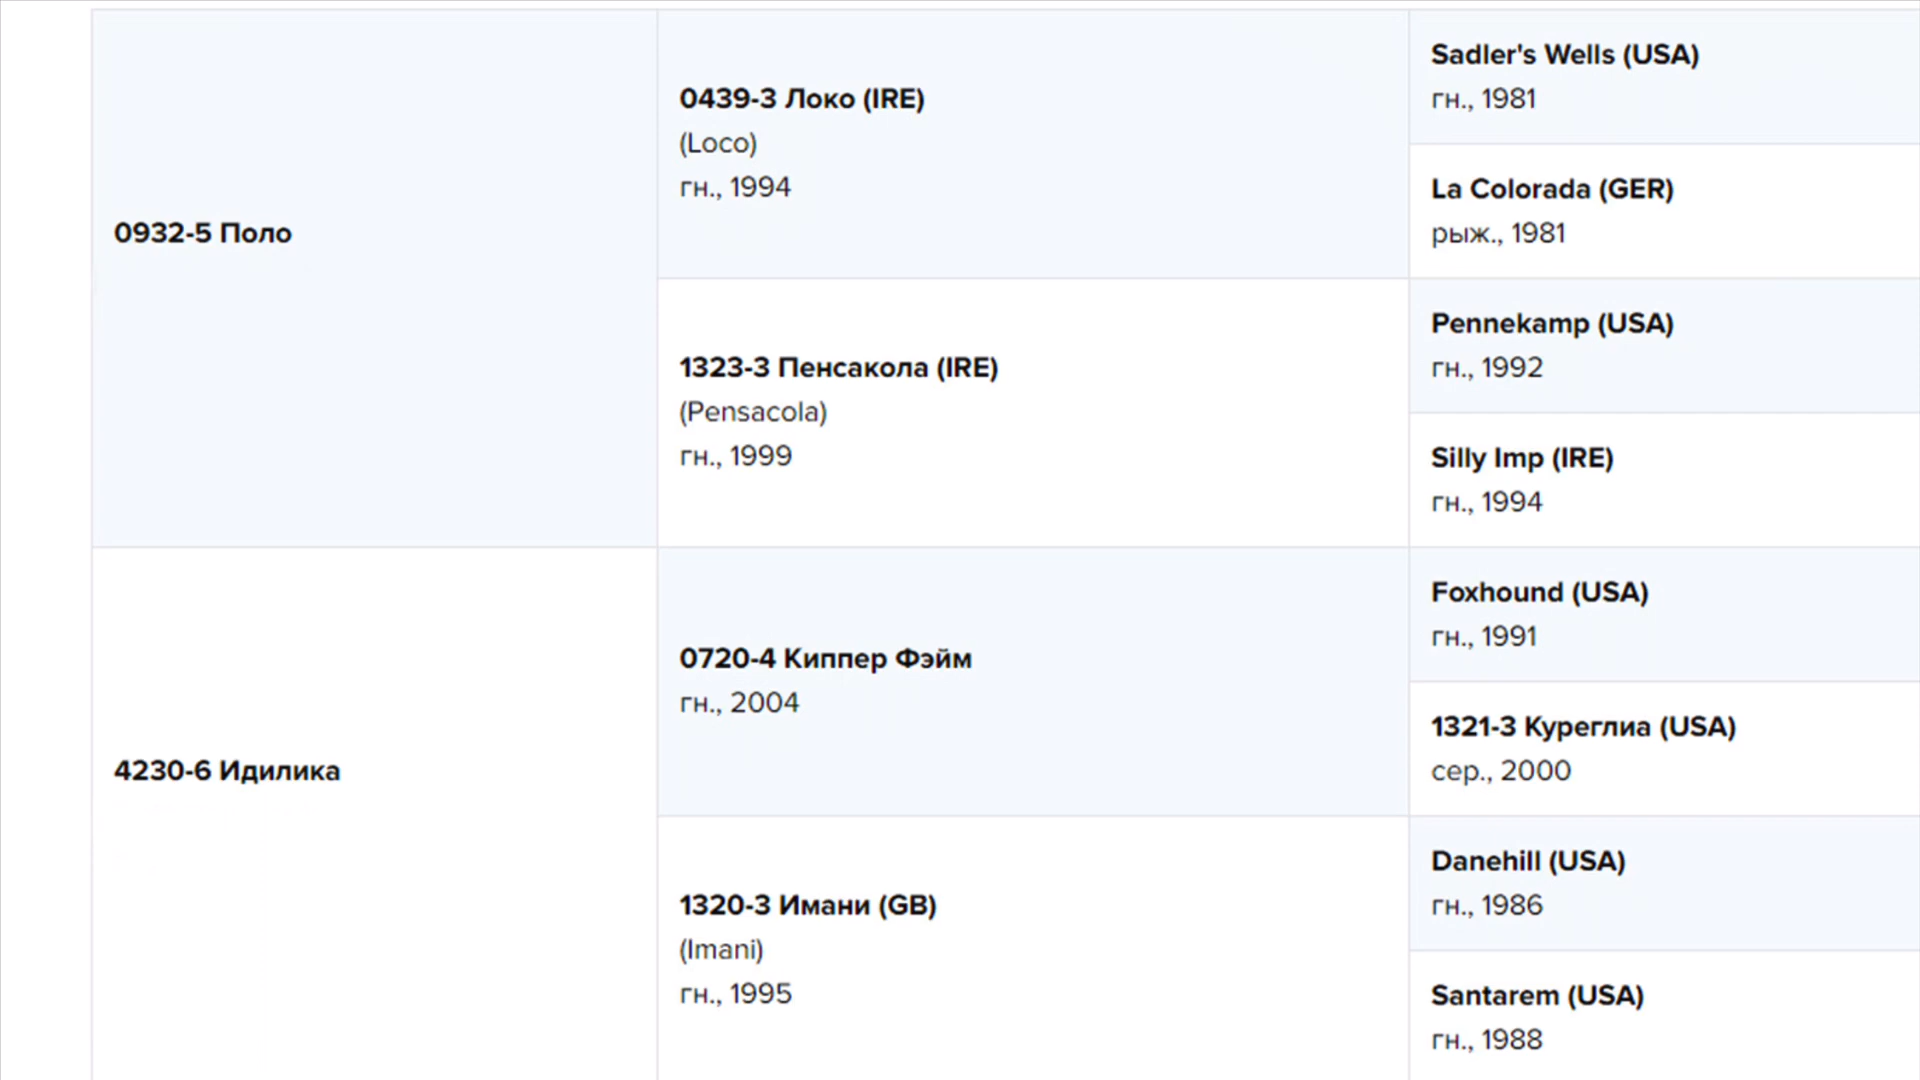 0932-5 Поло
0439-3 Локо (IRE)
(Loco)
гн., 1994
Sadler's Wells (USA)
гн., 1981
La Colorada (GER)
рыж., 1981
1323-3 Пенсакола (IRE)
(Pensacola)
гн., 1999
Pennekamp (USA)
гн., 1992
Silly Imp (IRE)
гн., 1994
4230-6 Идилика
0720-4 Киппер Фэйм
гн., 2004
Foxhound (USA)
гн., 1991
1321-3 Куреглиа (USA)
сер., 2000
1320-3 Имани (GB)
(Imani)
гн., 1995
Danehill (USA)
гн., 1986
Santarem (USA)
гн., 1988